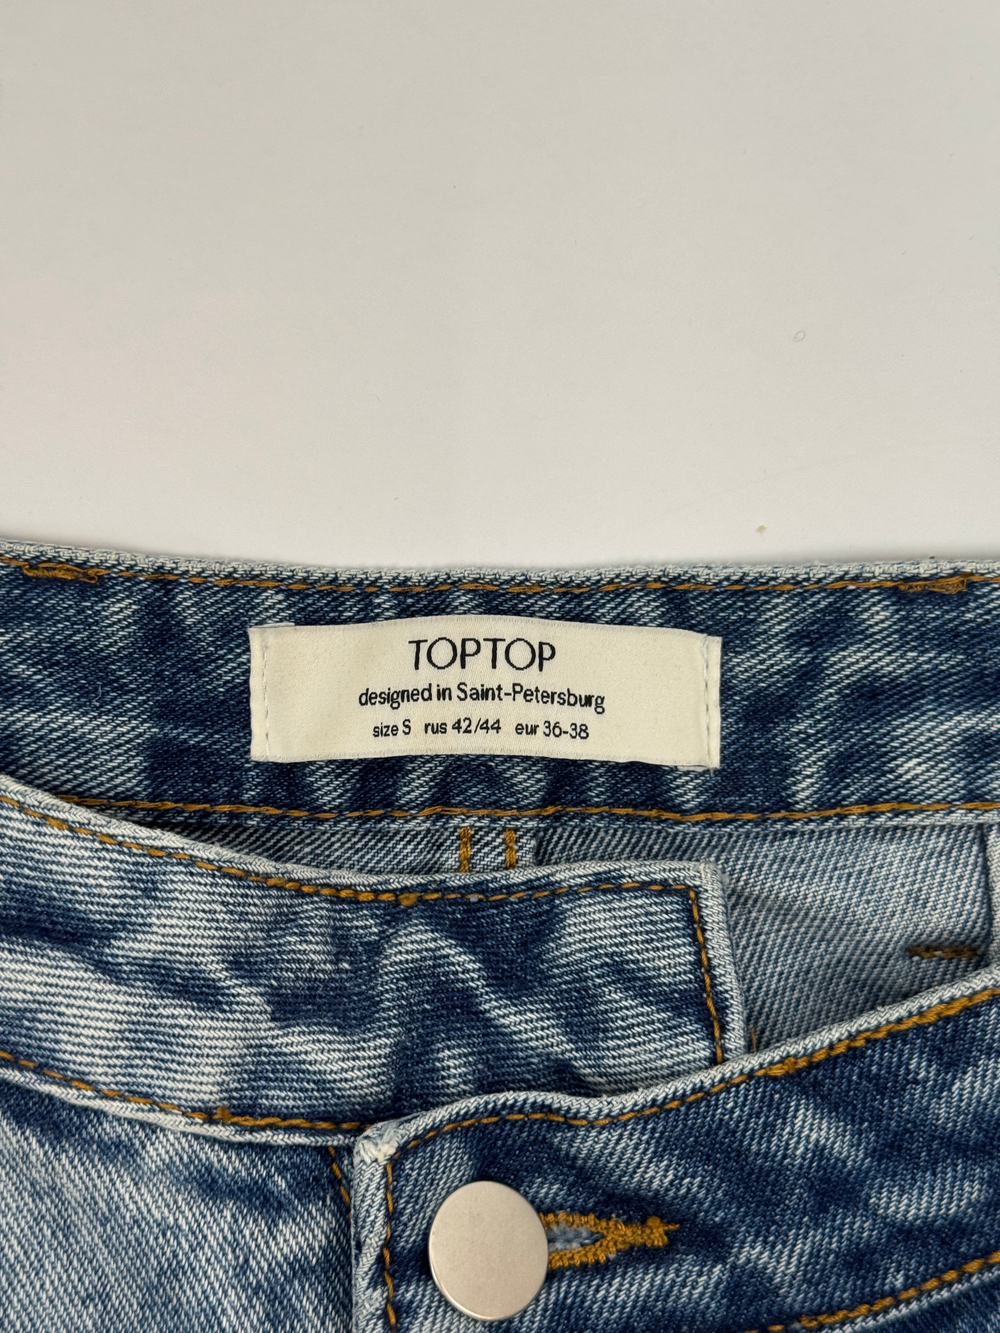 TOPTOP
designed in Saint-Petersburg
size S rus 42/44 eur 36-38